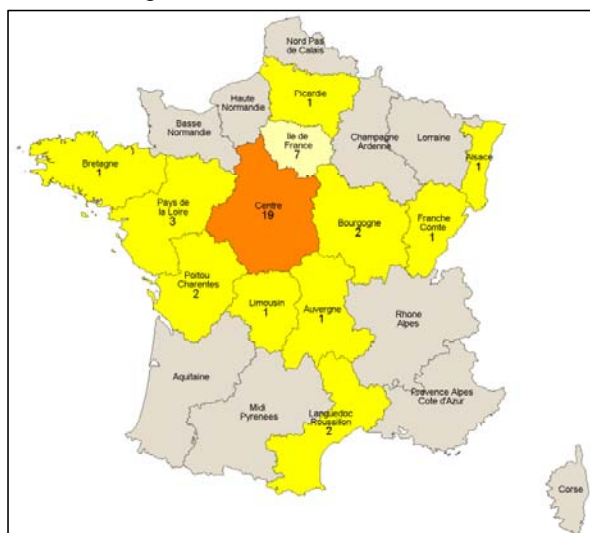 Nord Pas
de Calais
Picardie
1
Haute
Normandie
Basse
Normandie
Ile de
France
7
Champagne
Ardenne
Lorraine
Alsace
1
Bretagne
1
Pays de
la Loire
3
Centre
19
Bourgogne
2
Franche
Comte
1
Poitou
Charentes
2
Limousin
1
Auvergne
1
Rhone
Alpes
Aquitaine
Midi
Pyrenees
Languedoc
Roussillon
2
Provence Alpes
Cote d'Azur
Corse